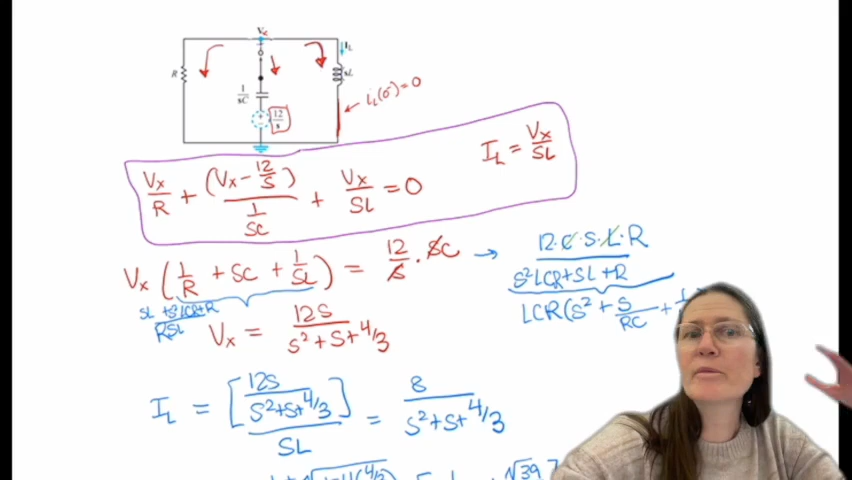 Vx
R
1/sC
12/s
IL
sL
iL(0)=0
Vx/R + (Vx - 12/s)/(1/sC) + Vx/sL = 0
IL = Vx/sL
Vx (1/R + sC + 1/sL) = 12/s · sC →
12·C·s·L·R / s²LCR+sL+R
LCR(s² + s/RC +
sL + s²LCR+R / RSL
Vx = 12s / s²+s+4/3
IL = [12s / s²+s+4/3] / sL = 8 / s²+s+4/3